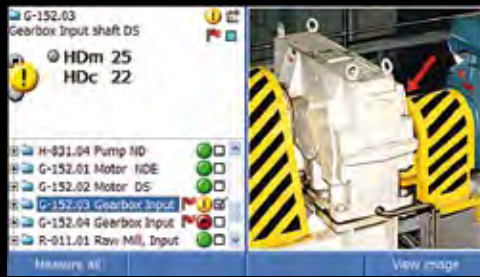 G-152.03
Gearbox Input shaft DS
HDm 25
HDc 22
H-831.04 Pump ND
G-152.01 Motor NDE
G-152.02 Motor DS
G-152.03 Gearbox Input
G-152.04 Gearbox Input
R-011.01 Raw Mill, Input
Measure all
View image